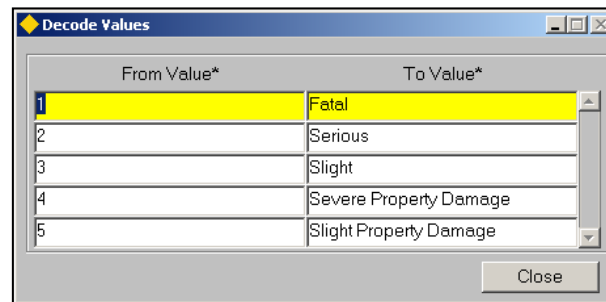 Decode Values
From Value* To Value*
1 Fatal
2 Serious
3 Slight
4 Severe Property Damage
5 Slight Property Damage
Close